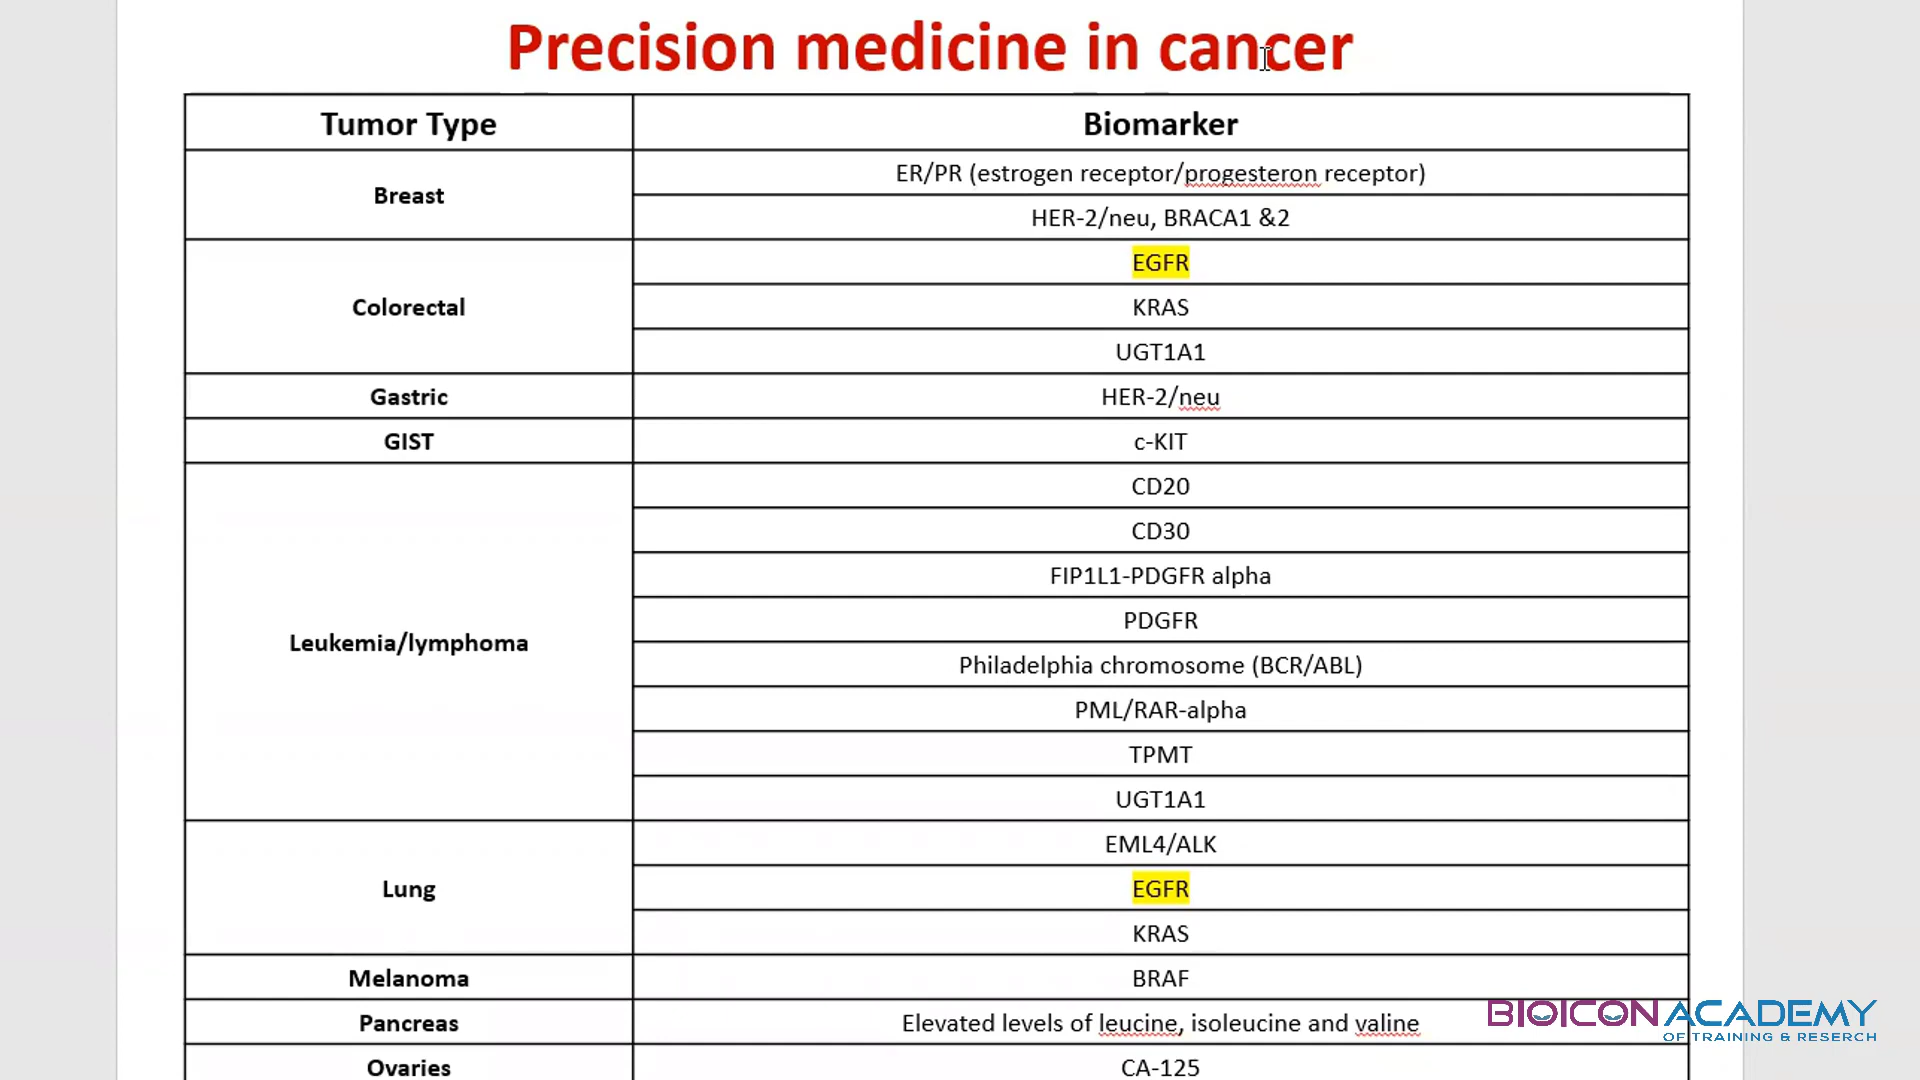 Precision medicine in cancer
Tumor Type Biomarker
Breast ER/PR (estrogen receptor/progesteron receptor)
HER-2/neu, BRACA1 &2
Colorectal EGFR
KRAS
UGT1A1
Gastric HER-2/neu
GIST c-KIT
Leukemia/lymphoma CD20
CD30
FIP1L1-PDGFR alpha
PDGFR
Philadelphia chromosome (BCR/ABL)
PML/RAR-alpha
TPMT
UGT1A1
Lung EML4/ALK
EGFR
KRAS
Melanoma BRAF
Pancreas Elevated levels of leucine, isoleucine and valine
Ovaries CA-125
BIOICON ACADEMY
OF TRAINING & RESERCH